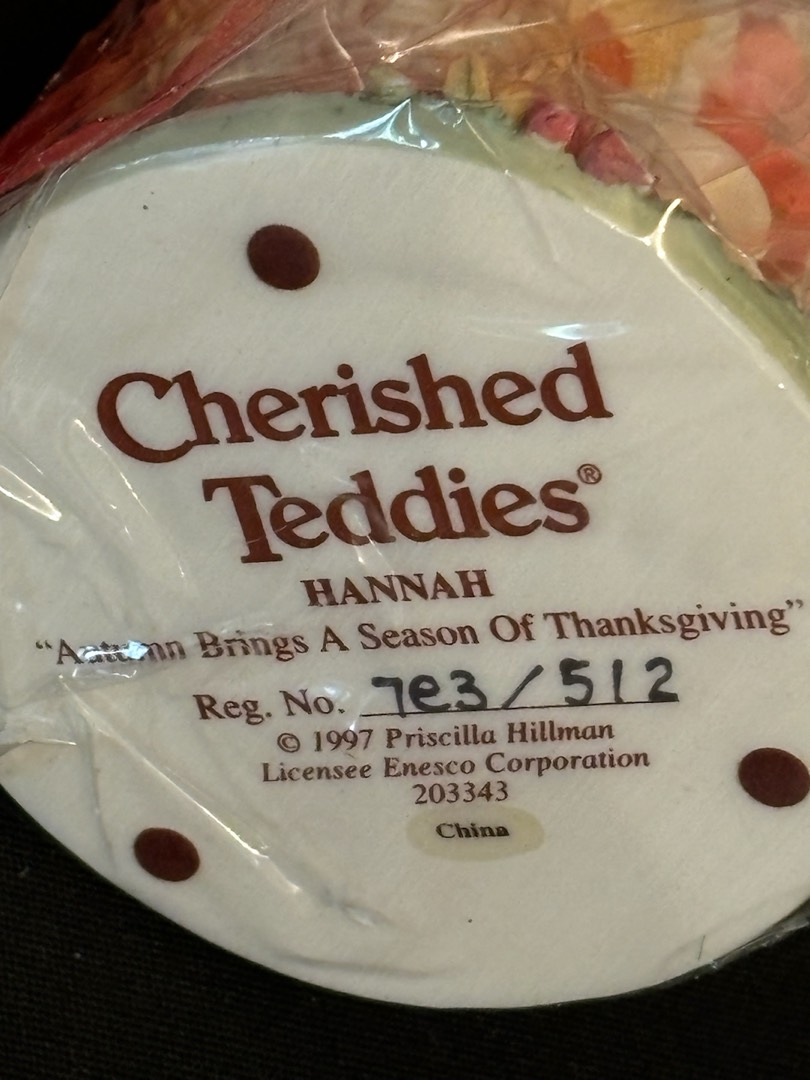 Cherished
Teddies®
HANNAH
“Autumn Brings A Season Of Thanksgiving”
Reg. No. 7e3/512
© 1997 Priscilla Hillman
Licensee Enesco Corporation
203343
China